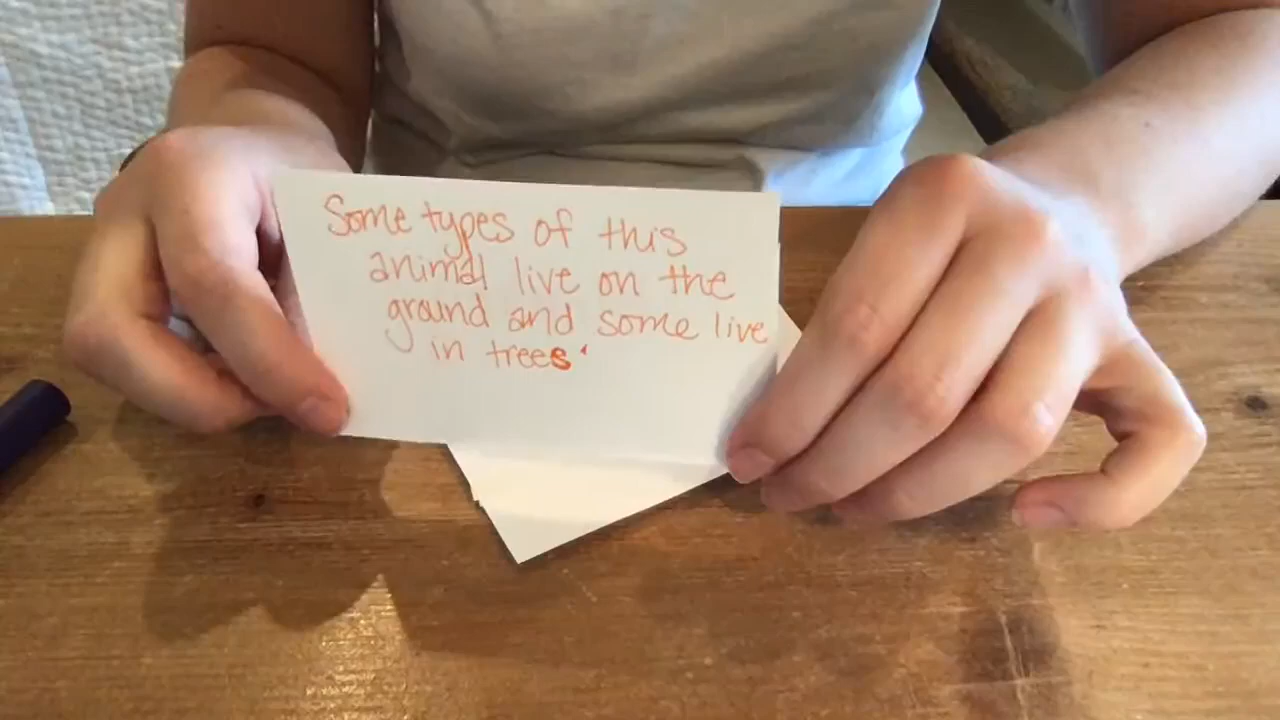 Some types of this
animal live on the
ground and some live
in trees.